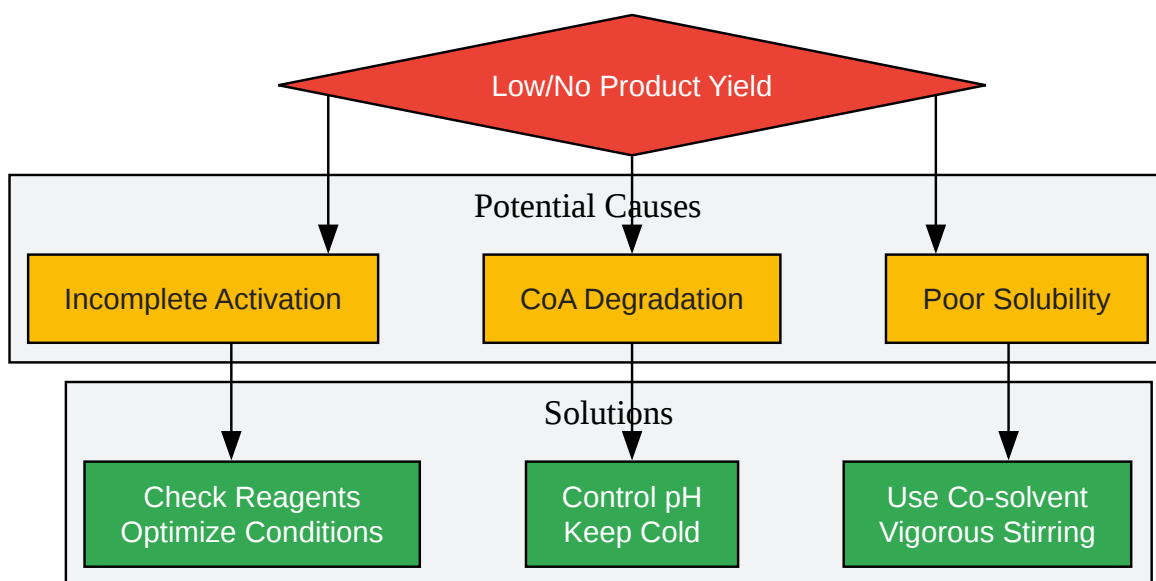 Low/No Product Yield
Potential Causes
Incomplete Activation
CoA Degradation
Poor Solubility
Solutions
Check Reagents
Optimize Conditions
Control pH
Keep Cold
Use Co-solvent
Vigorous Stirring